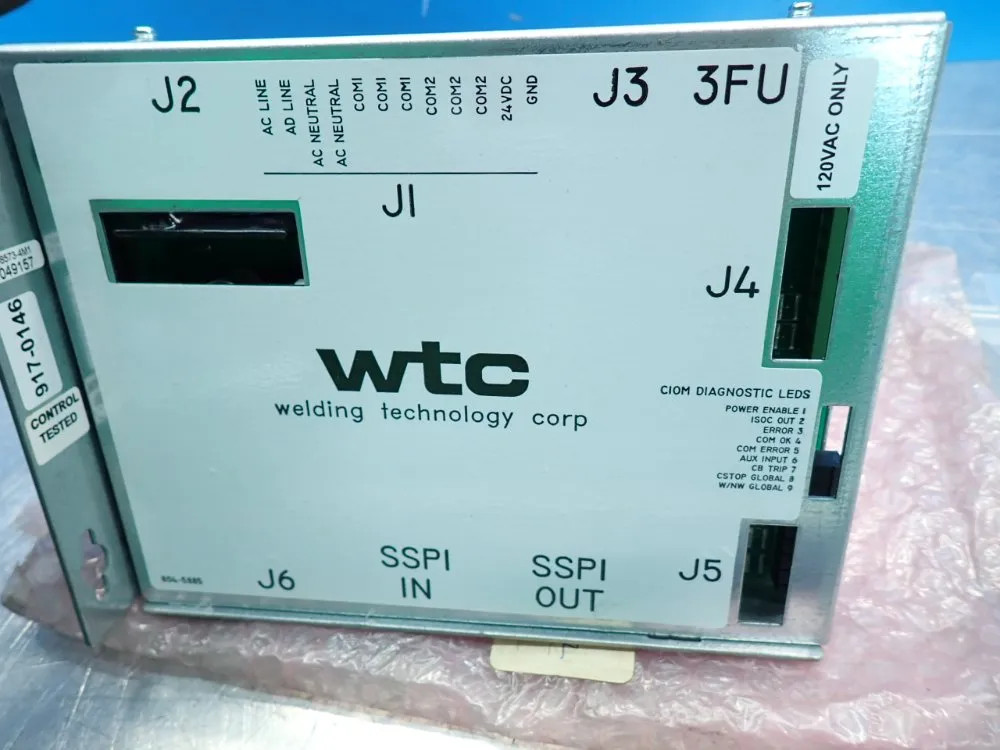 J2
AC LINE
AD LINE
AC NEUTRAL
AC NEUTRAL
COM1
COM1
COM1
COM2
COM2
COM2
24VDC
GND
J1
J3 3FU
120VAC ONLY
J4
049157
917-0146
CONTROL
TESTED
wtc
welding technology corp
CIOM DIAGNOSTIC LEDS
POWER ENABLE 1
ISOC OUT 2
ERROR 3
COM OK 4
COM ERROR 5
AUX INPUT 6
CB TRIP 7
CSTOP GLOBAL 8
W/NW GLOBAL 9
J5
SSPI
IN
SSPI
OUT
J6